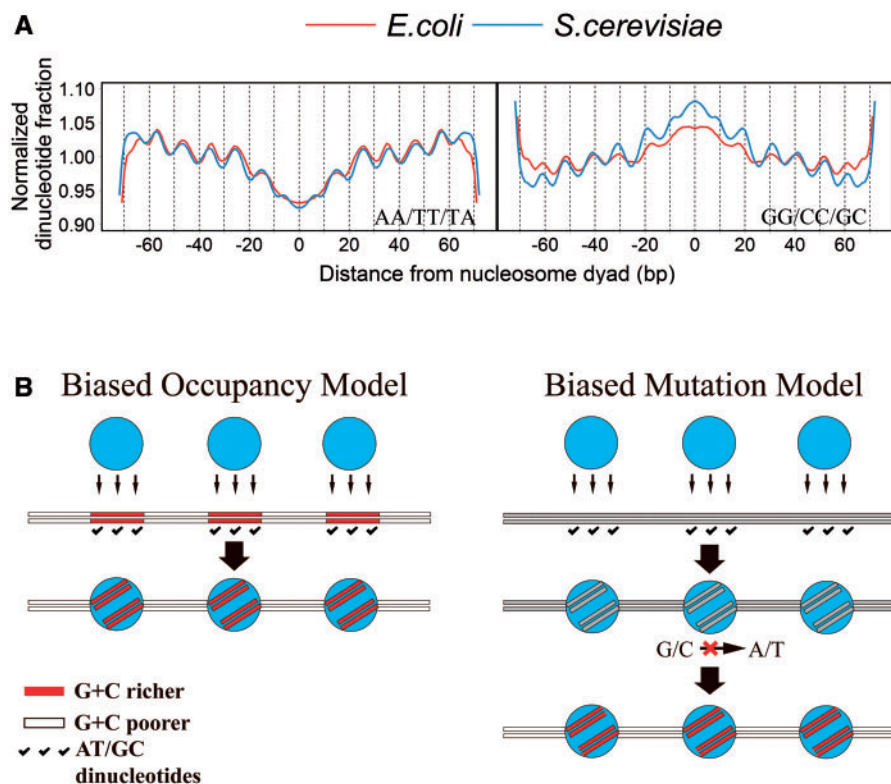 A
E.coli S.cerevisiae
Normalized
dinucleotide fraction
1.10
1.05
1.00
0.95
0.90
AA/TT/TA
GG/CC/GC
-60 -40 -20 0 20 40 60 -60 -40 -20 0 20 40 60
Distance from nucleosome dyad (bp)
B
Biased Occupancy Model
Biased Mutation Model
G/C A/T
G+C richer
G+C poorer
AT/GC
dinucleotides